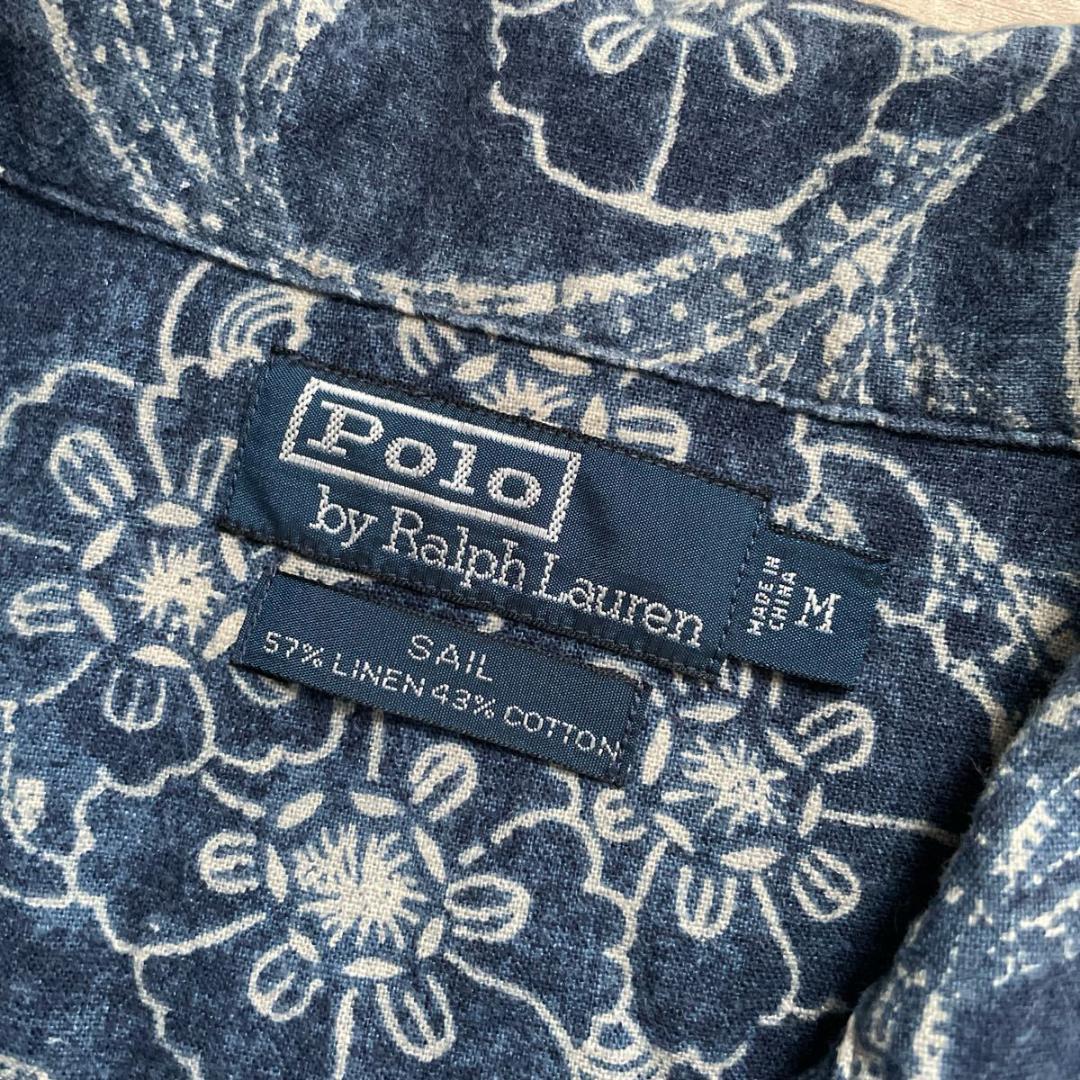 Polo
by Ralph Lauren
MADE IN
CHINA
M
SAIL
57% LINEN 43% COTTON